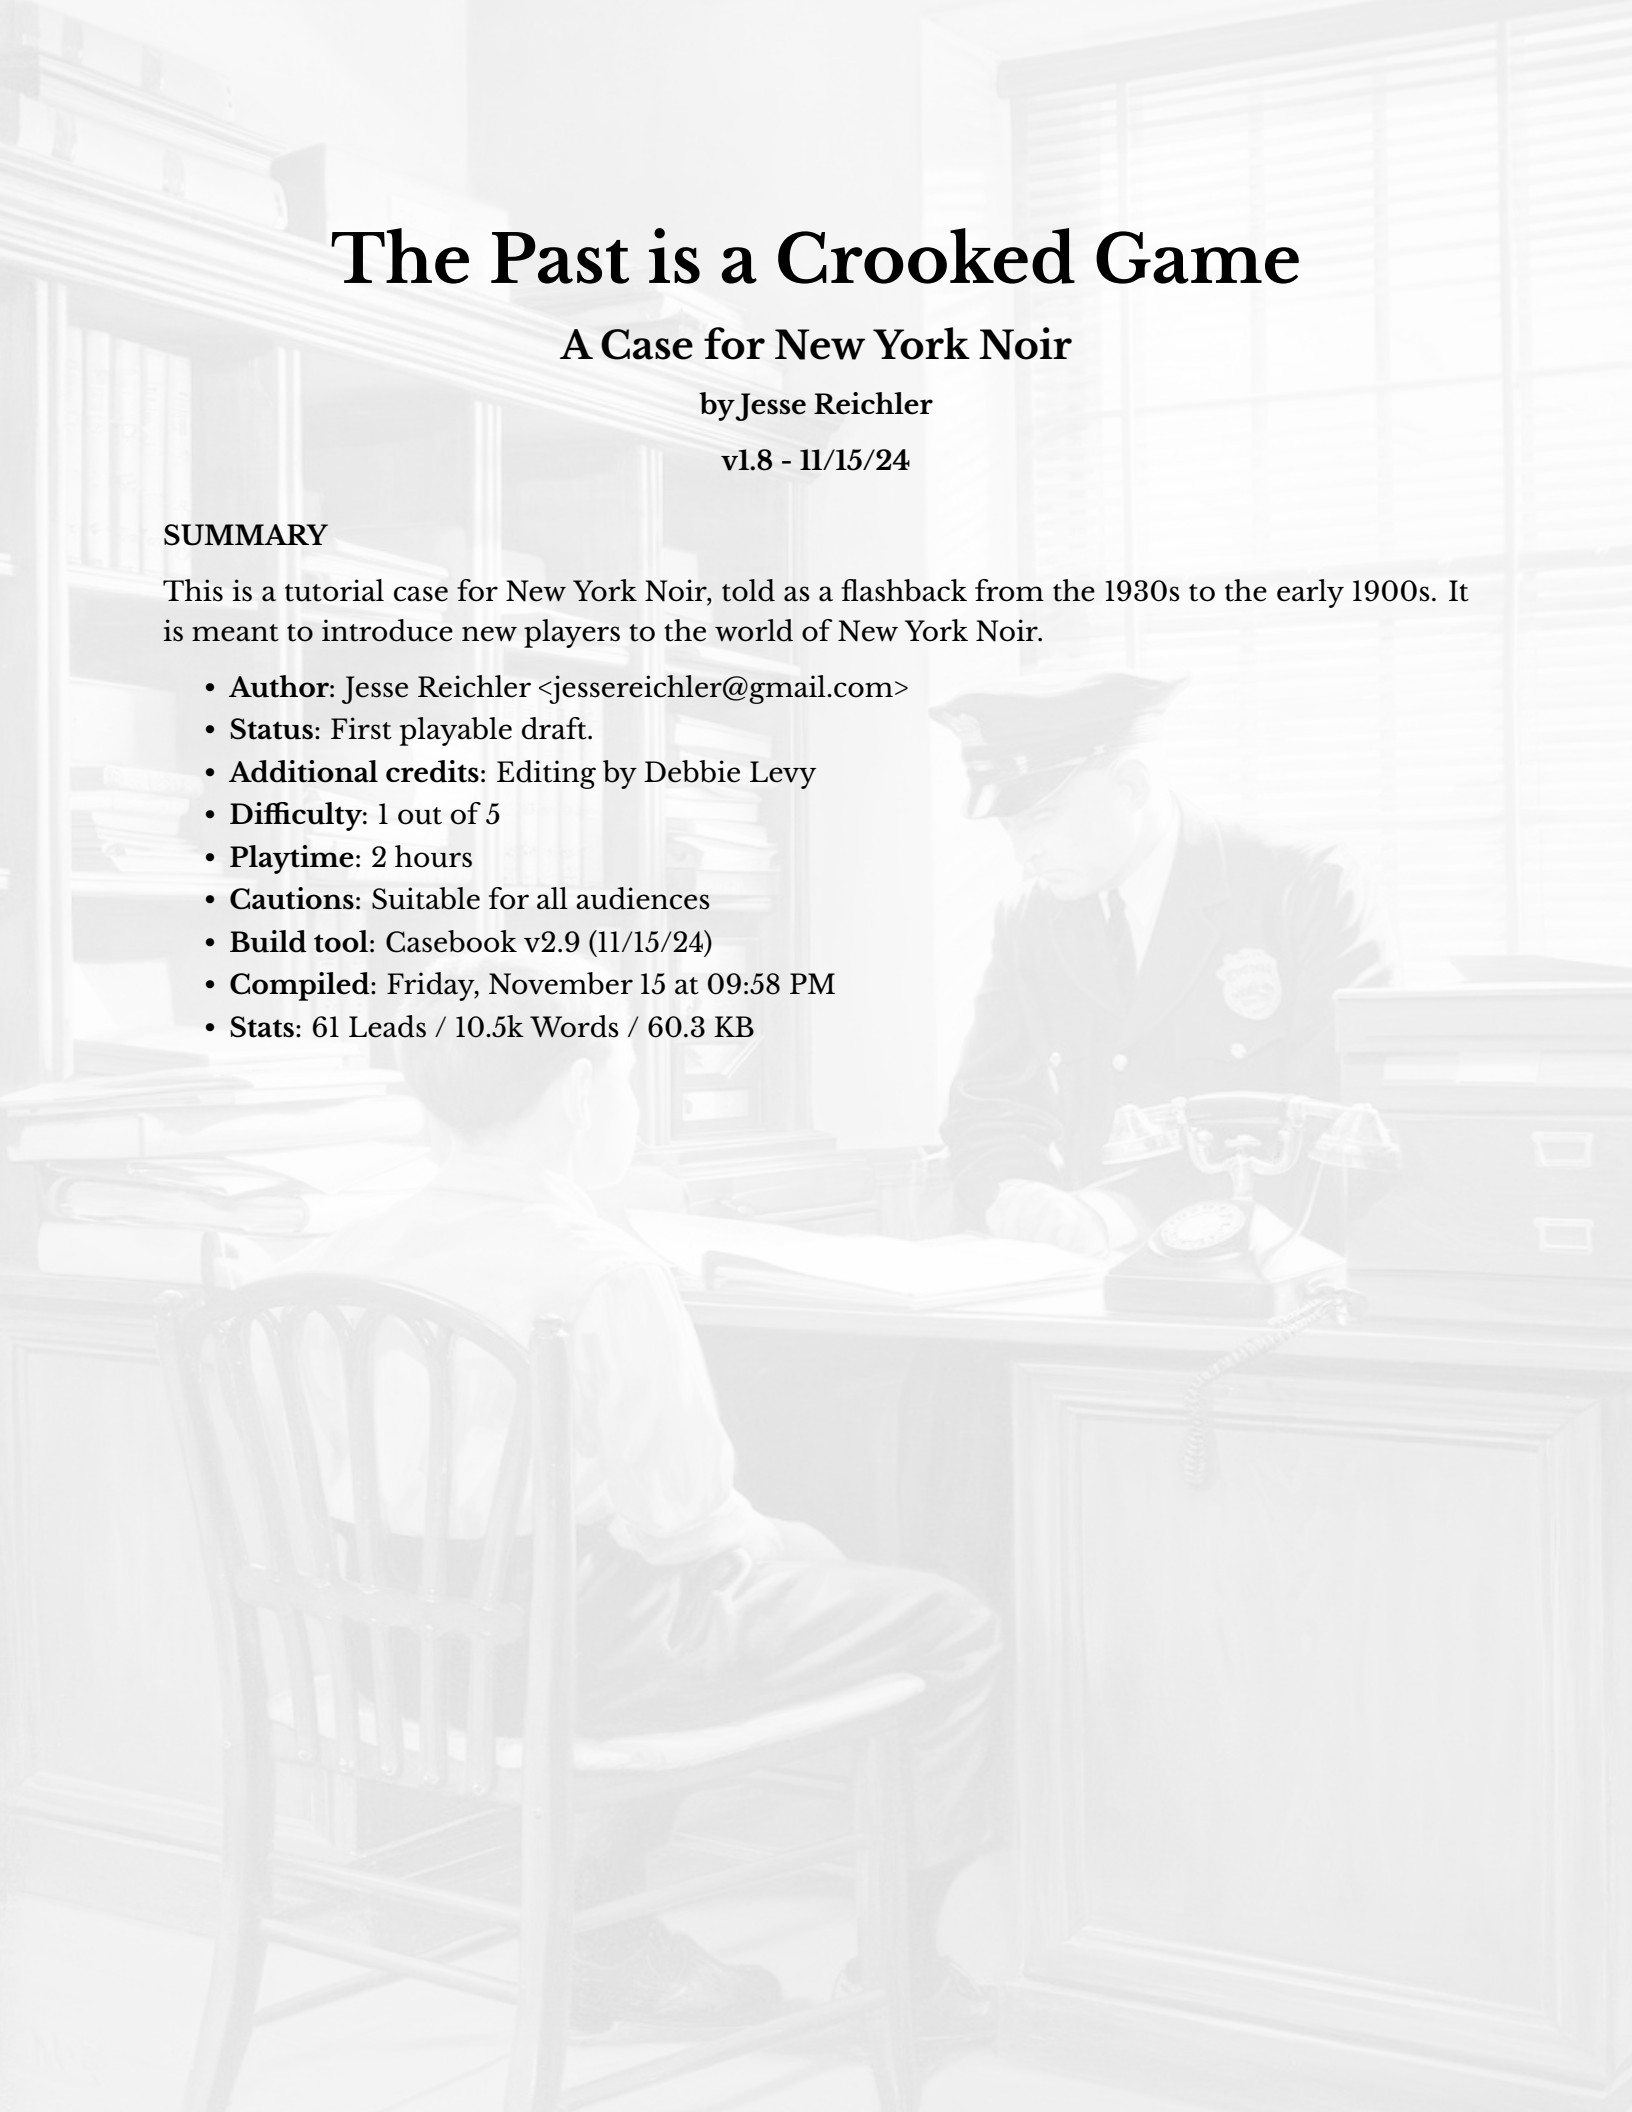 The Past is a Crooked Game
A Case for New York Noir
by Jesse Reichler
v1.8 - 11/15/24
SUMMARY
This is a tutorial case for New York Noir, told as a flashback from the 1930s to the early 1900s. It
is meant to introduce new players to the world of New York Noir.
• Author: Jesse Reichler <jessereichler@gmail.com>
• Status: First playable draft.
• Additional credits: Editing by Debbie Levy
• Difficulty: 1 out of 5
• Playtime: 2 hours
• Cautions: Suitable for all audiences
• Build tool: Casebook v2.9 (11/15/24)
• Compiled: Friday, November 15 at 09:58 PM
• Stats: 61 Leads / 10.5k Words / 60.3 KB